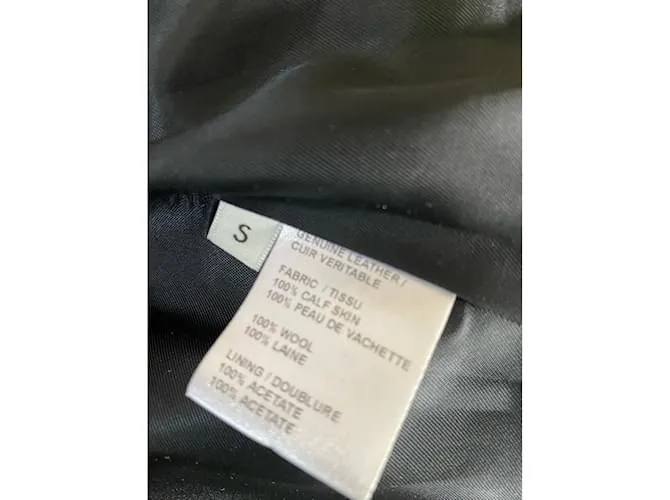 S
GENUINE LEATHER /
CUIR VERITABLE
FABRIC / TISSU
100% CALF SKIN
100% PEAU DE VACHETTE
100% WOOL
100% LAINE
LINING / DOUBLURE
100% ACETATE
100% ACETATE